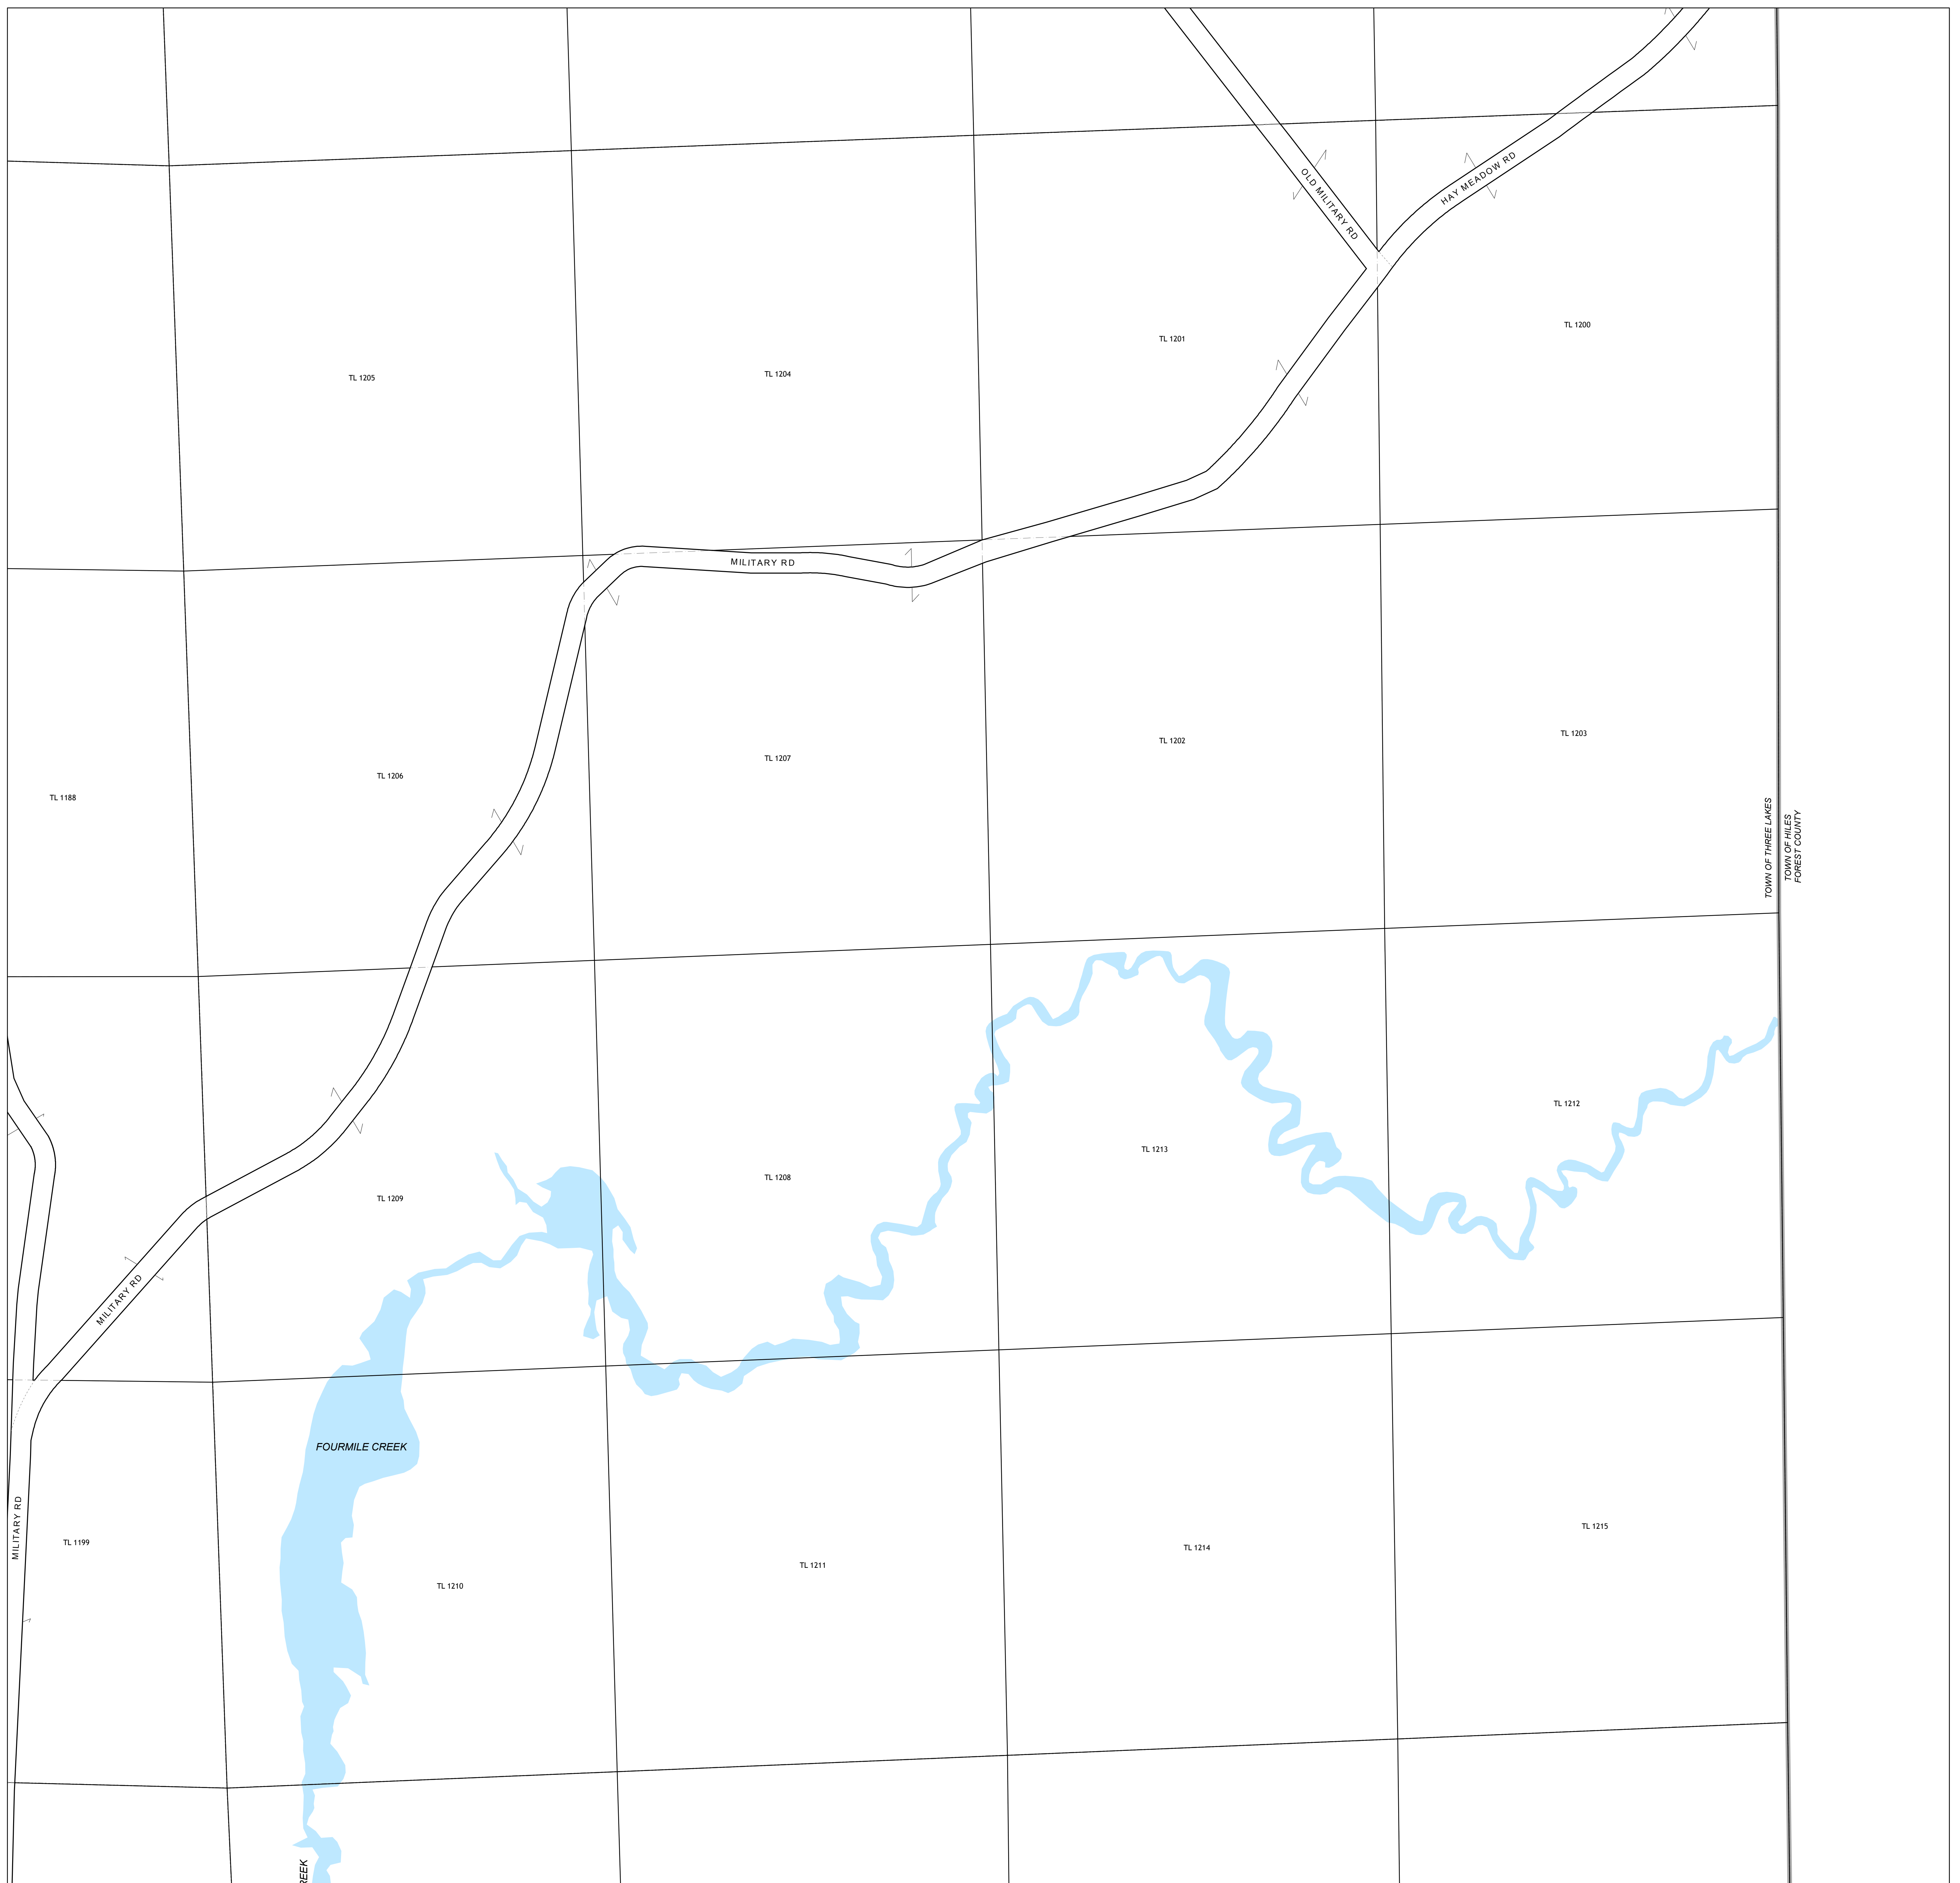 OLD MILITARY RD
HAY MEADOW RD
TL 1205
TL 1204
TL 1201
TL 1200
MILITARY RD
TL 1188
TL 1206
TL 1207
TL 1202
TL 1203
TOWN OF THREE LAKES
TOWN OF HILES
FOREST COUNTY
TL 1209
TL 1208
TL 1213
TL 1212
MILITARY RD
FOURMILE CREEK
MILITARY RD
TL 1199
TL 1210
TL 1211
TL 1214
TL 1215
REEK